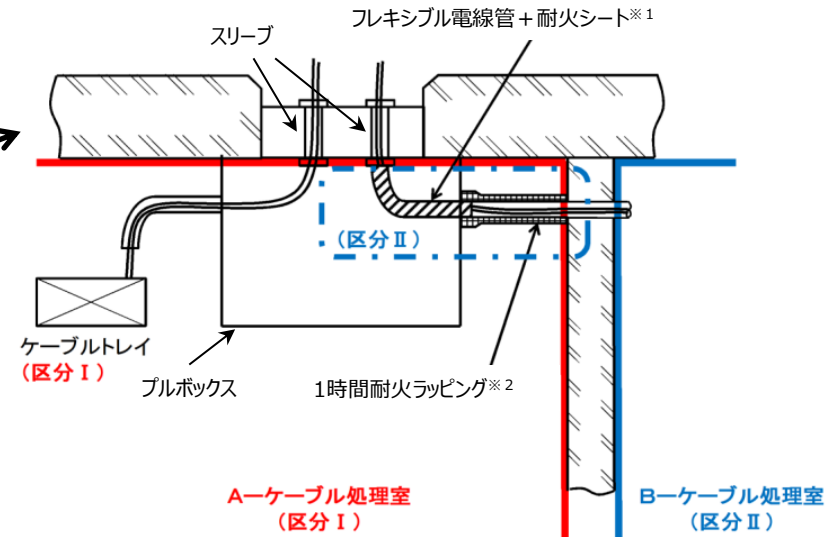 フレキシブル電線管+耐火シート※1
スリーブ
(区分Ⅱ)
ケーブルトレイ
(区分Ⅰ)
プルボックス
1時間耐火ラッピング※2
Aーケーブル処理室
(区分Ⅰ)
Bーケーブル処理室
(区分Ⅱ)